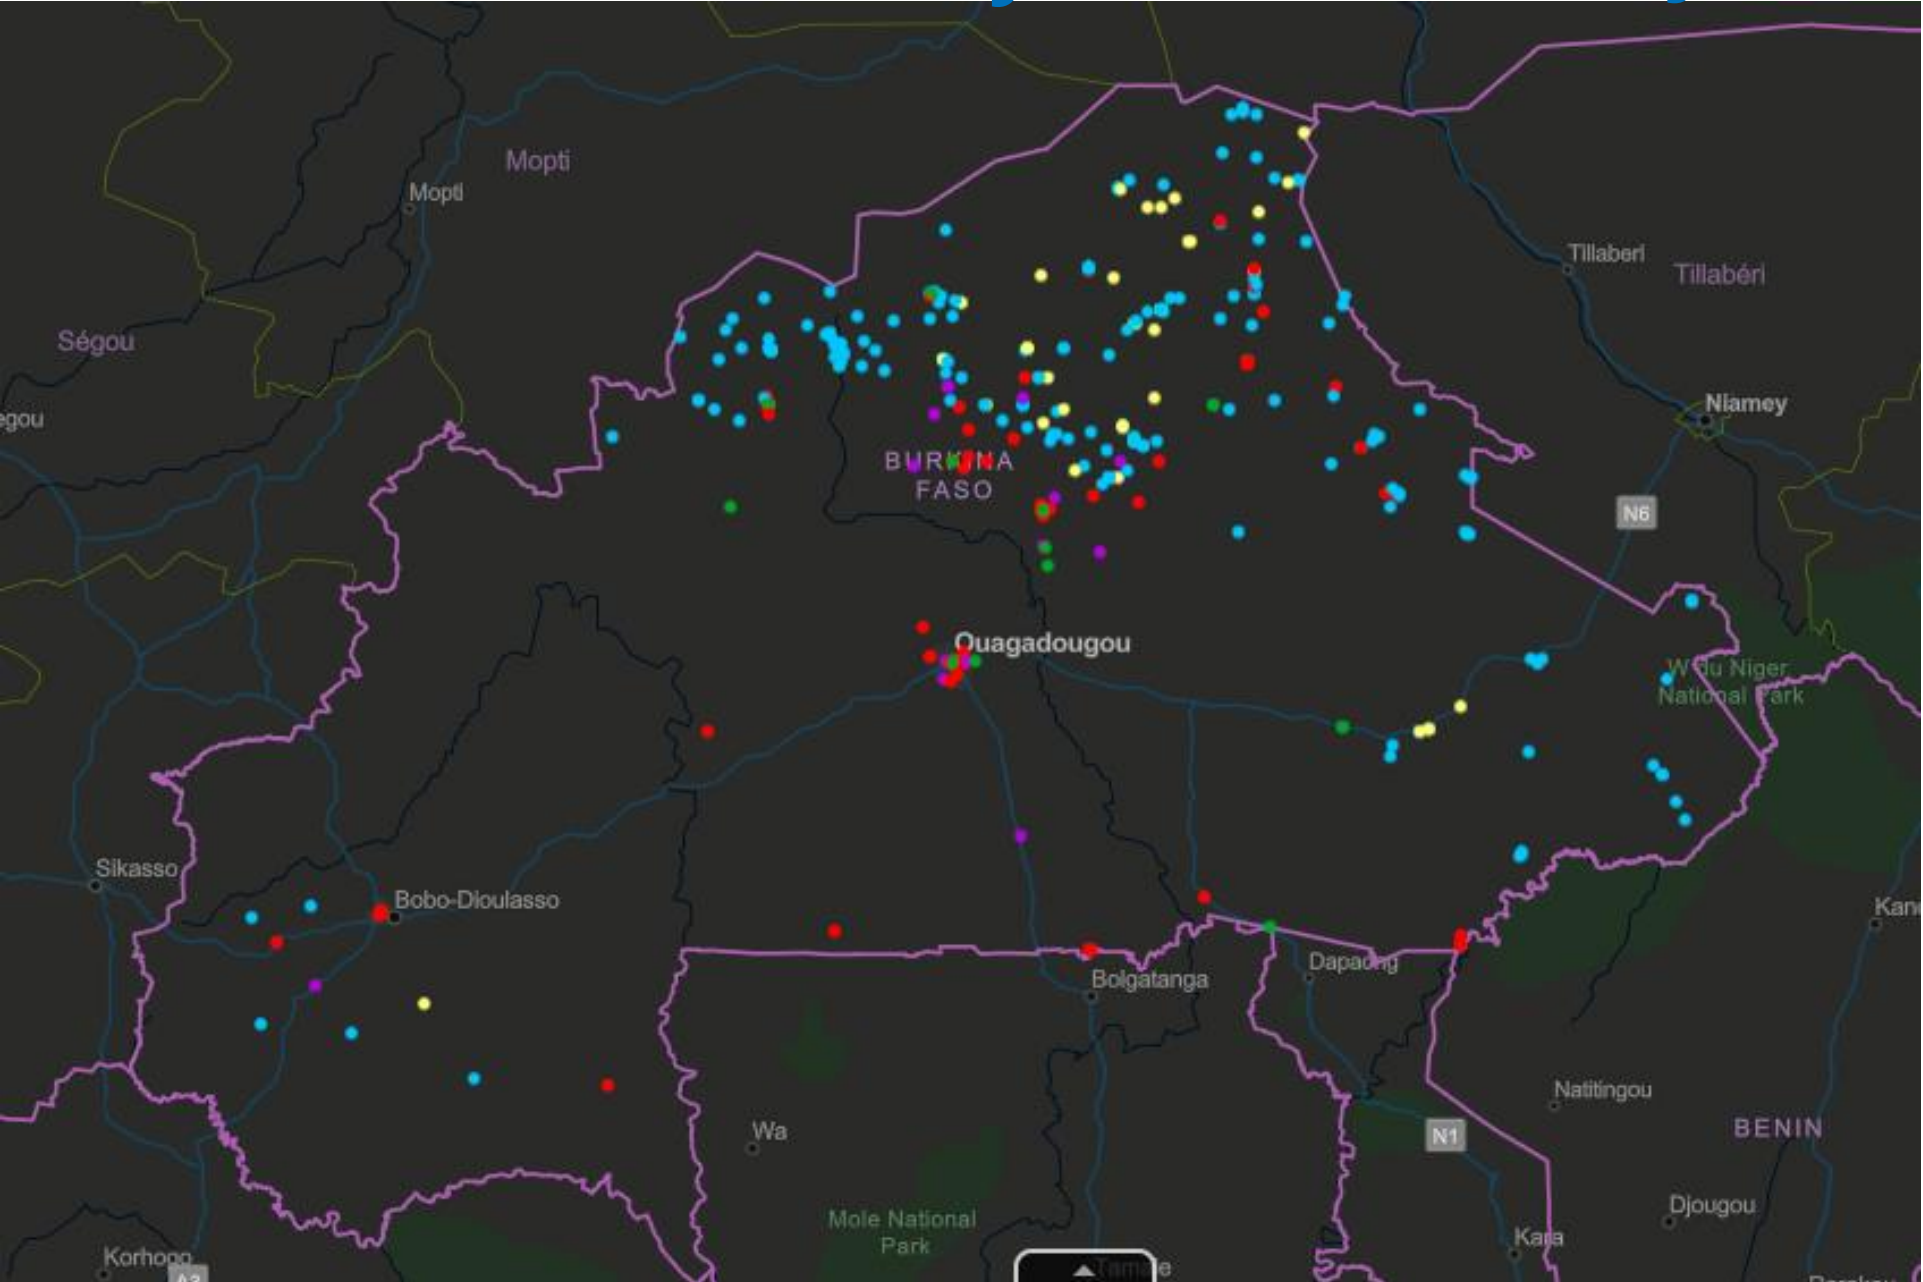 Mopti
Mopti
Tillaberi
Tillabéri
Ségou
egou
Niamey
BURKINA
FASO
N6
Ouagadougou
W du Niger
National Park
Sikasso
Bobo-Dioulasso
Kan
Dapaong
Bolgatanga
Natitingou
N1
BENIN
Wa
Djougou
Mole National
Park
Kara
Korhogo